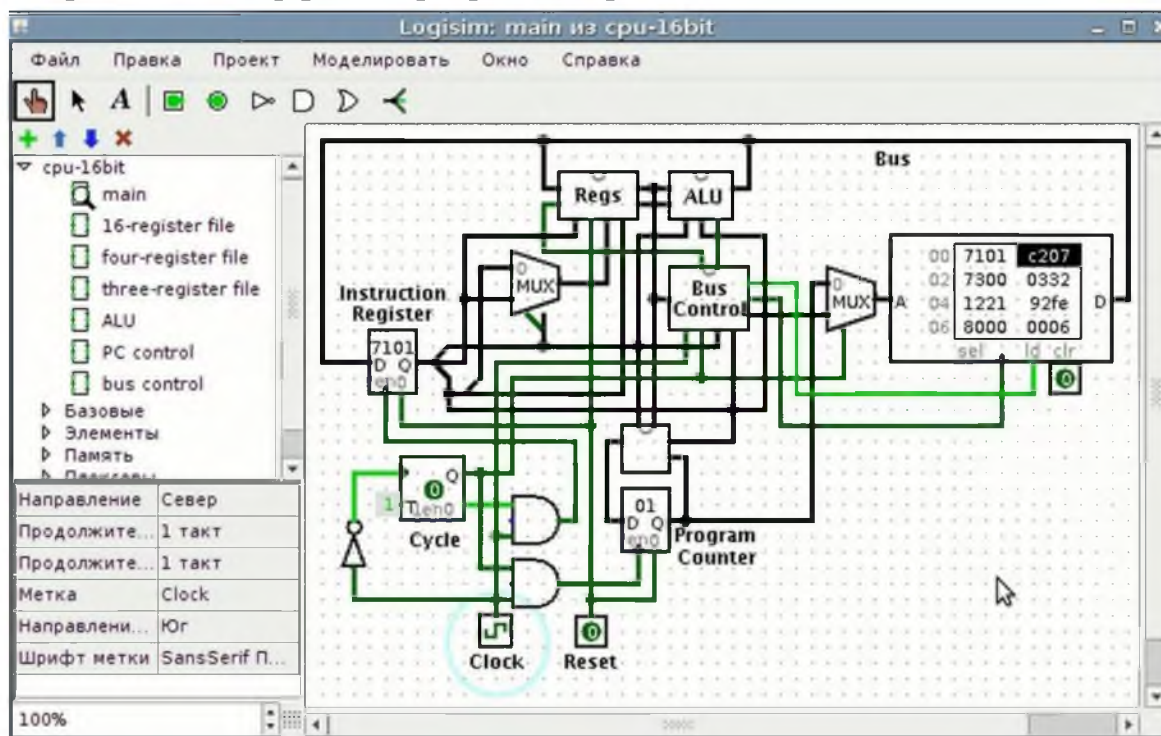 Logisim: main из cpu-16bit
Файл Правка Проект Моделировать Окно Справка
A
cpu-16bit
main
16-register file
four-register file
three-register file
ALU
PC control
bus control
Базовые
Элементы
Память
Направление Север
Продолжите... 1 такт
Продолжите... 1 такт
Метка Clock
Направлени... Юг
Шрифт метки SansSerif П...
100%
Bus
Regs ALU
0
MUX
Bus
Control
0
MUX
A
00 7101 c207
02 7300 0332
04 1221 92fe
06 8000 0006
D
sel ld clr
0
Instruction
Register
7101
D Q
en0
Q
0
1
en0
Cycle
01
D Q
en0
Program
Counter
Clock
0
Reset